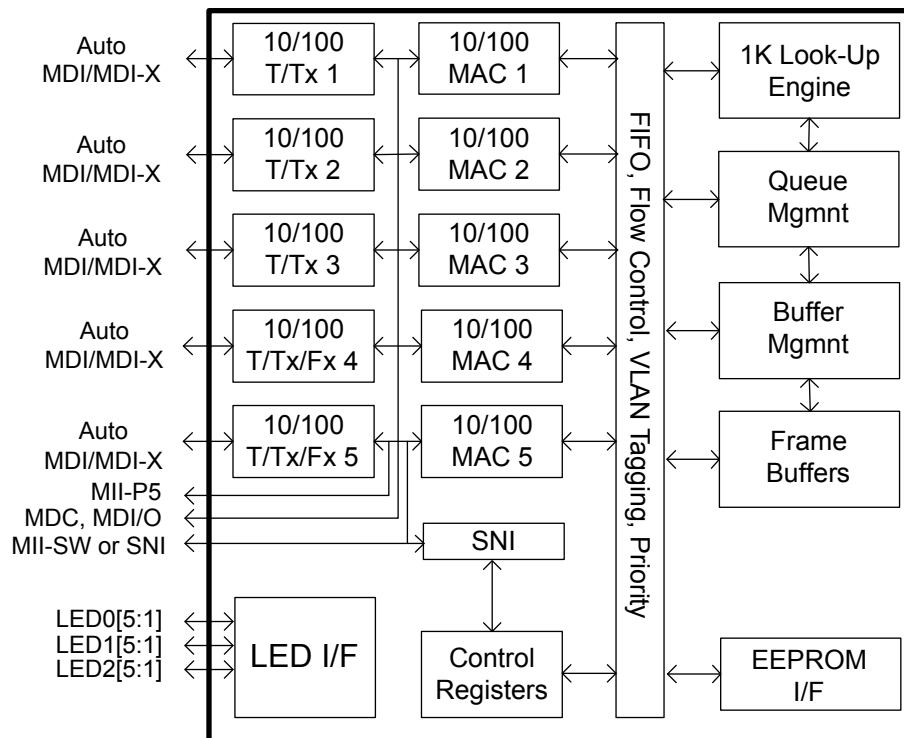 Auto
MDI/MDI-X
10/100
T/Tx 1
10/100
MAC 1
1K Look-Up
Engine
Auto
MDI/MDI-X
10/100
T/Tx 2
10/100
MAC 2
Queue
Mgmnt
Auto
MDI/MDI-X
10/100
T/Tx 3
10/100
MAC 3
Auto
MDI/MDI-X
10/100
T/Tx/Fx 4
10/100
MAC 4
Buffer
Mgmnt
Auto
MDI/MDI-X
10/100
T/Tx/Fx 5
10/100
MAC 5
Frame
Buffers
FIFO, Flow Control, VLAN Tagging, Priority
MII-P5
MDC, MDI/O
MII-SW or SNI
SNI
LED0[5:1]
LED1[5:1]
LED2[5:1]
LED I/F
Control
Registers
EEPROM
I/F